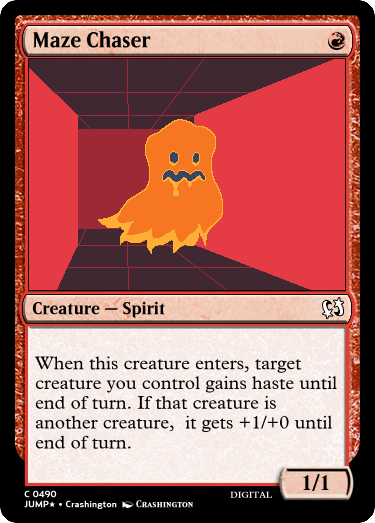 Maze Chaser
Creature — Spirit
When this creature enters, target
creature you control gains haste until
end of turn. If that creature is
another creature,  it gets +1/+0 until
end of turn.
1/1
C 0490
JUMP★ • Crashington CRASHINGTON
DIGITAL